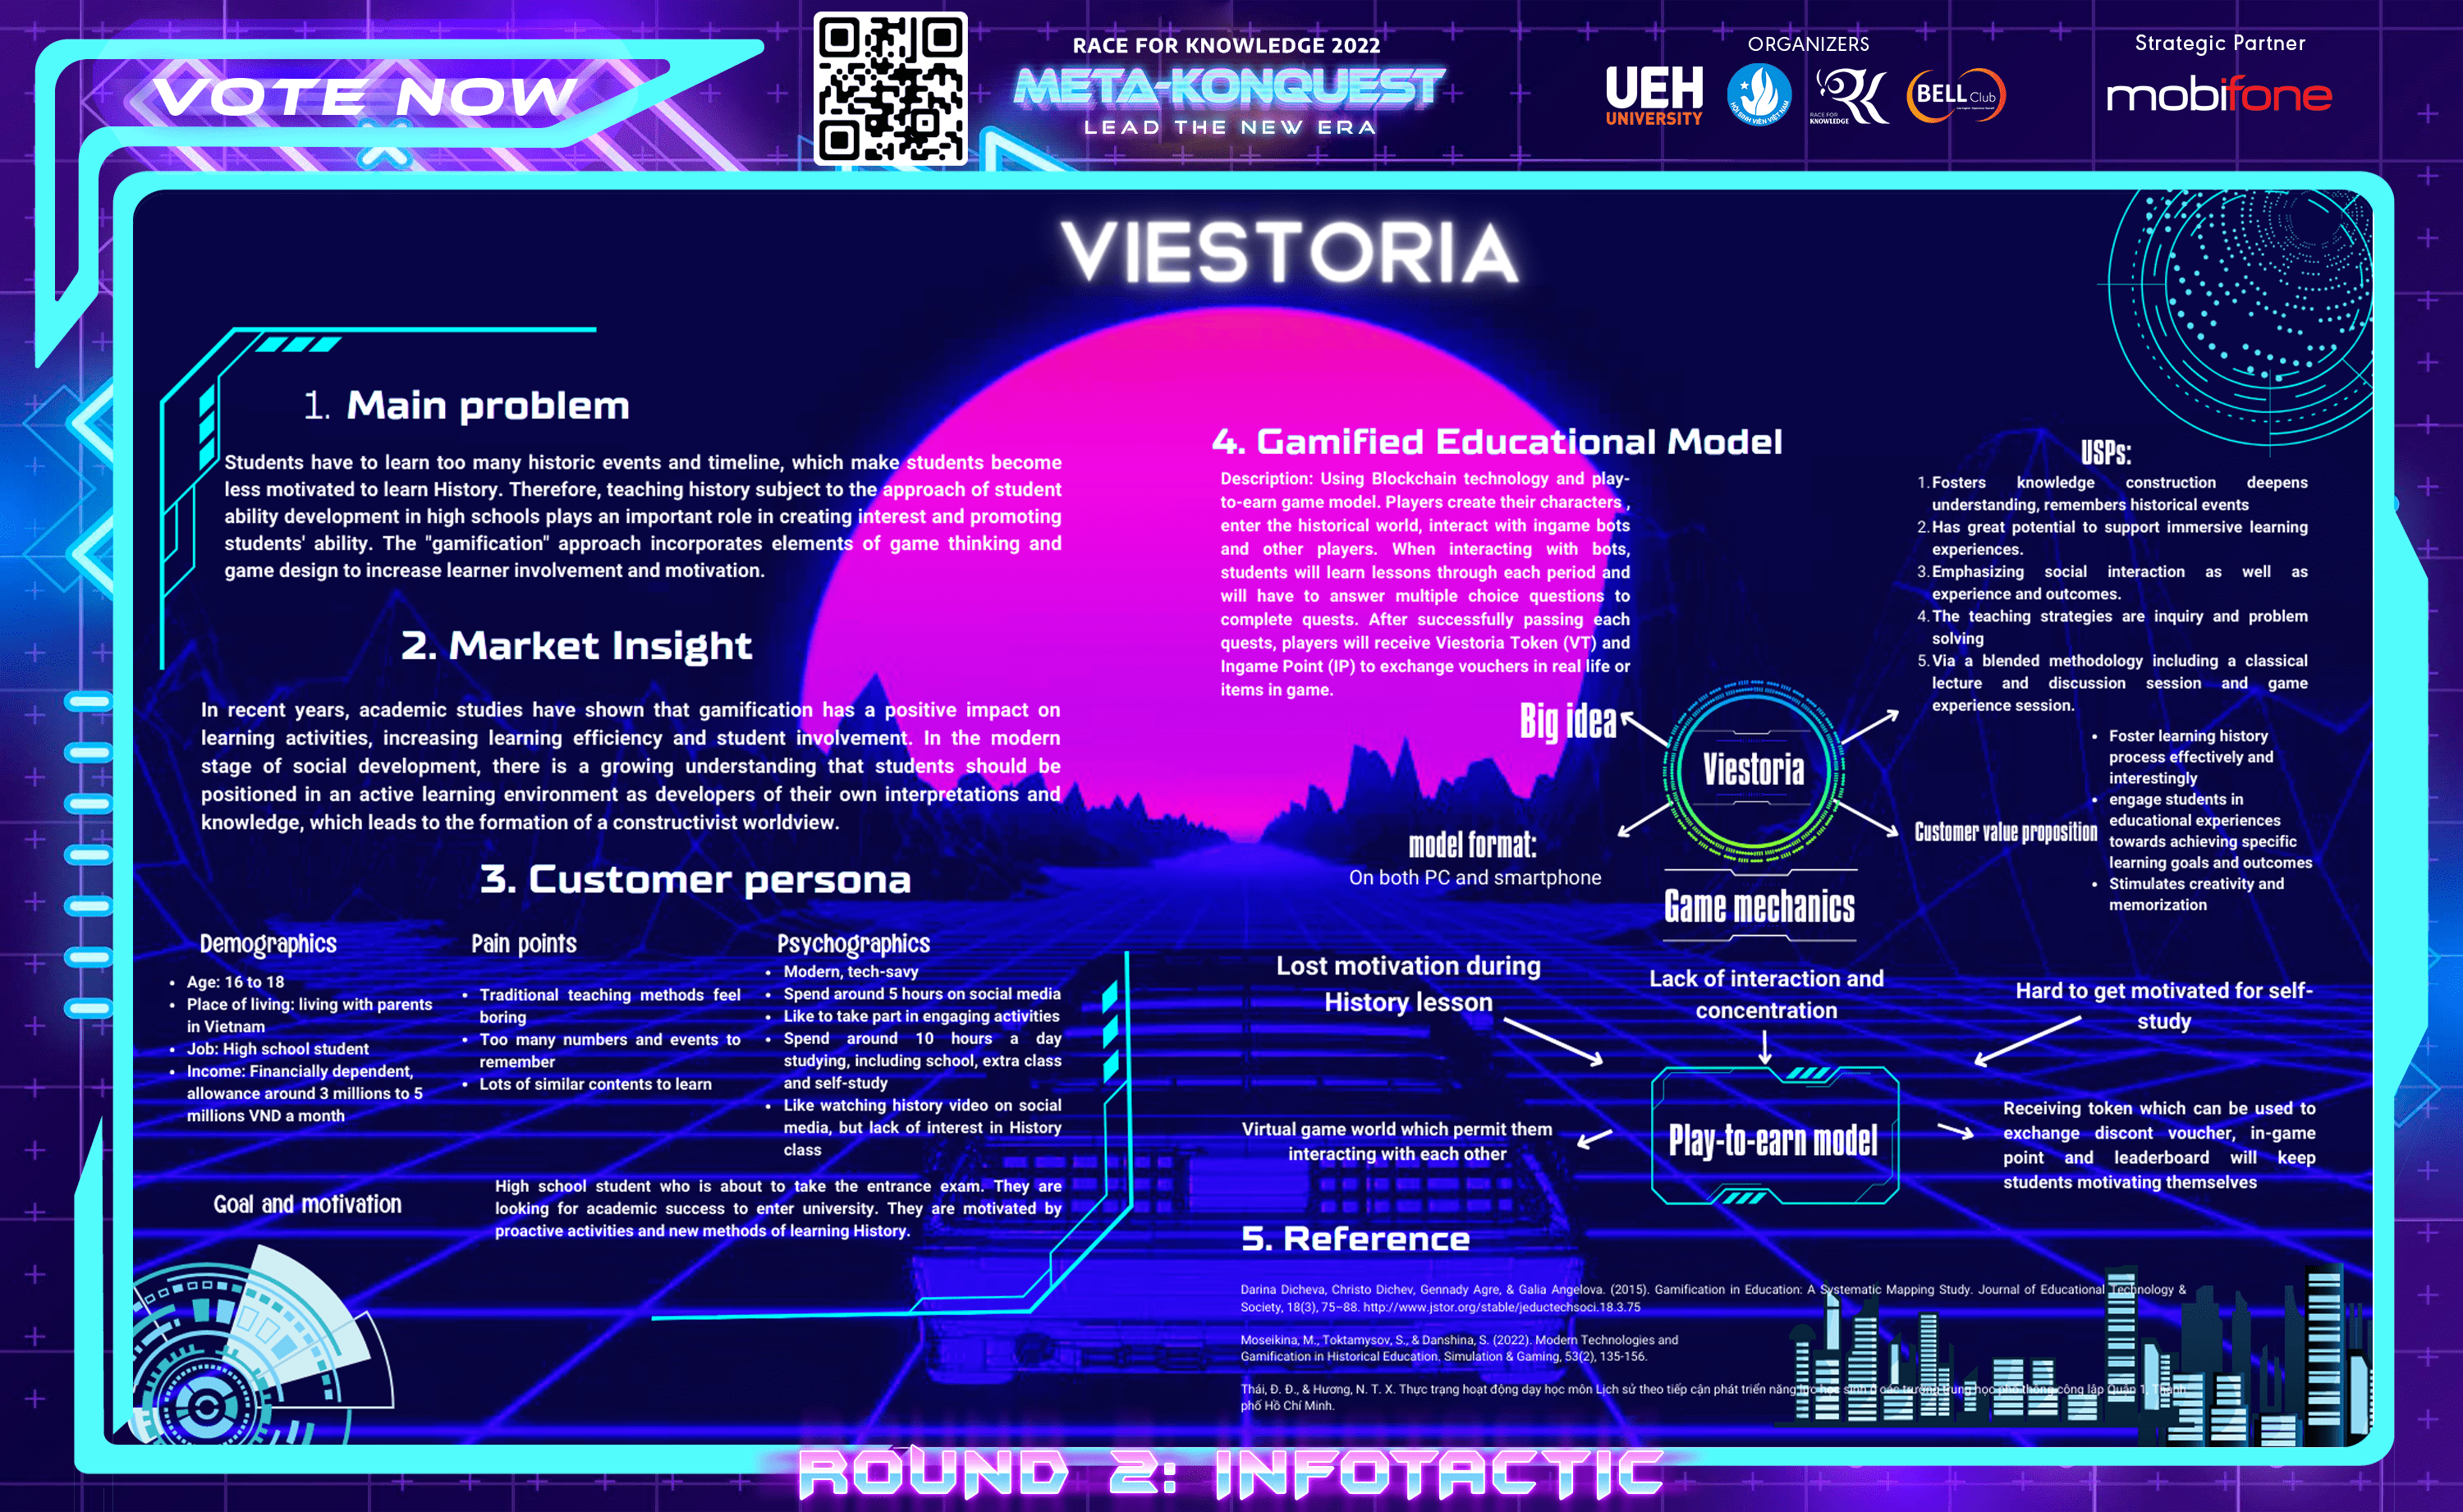 VOTE NOW
RACE FOR KNOWLEDGE 2022
META-KONQUEST
LEAD THE NEW ERA
ORGANIZERS
UEH
UNIVERSITY
HỘI SINH VIÊN VIỆT NAM
RK
RACE FOR
KNOWLEDGE
BELL Club
Strategic Partner
mobifone
VIESTORIA
1. Main problem
Students have to learn too many historic events and timeline, which make students become
less motivated to learn History. Therefore, teaching history subject to the approach of student
ability development in high schools plays an important role in creating interest and promoting
students' ability. The "gamification" approach incorporates elements of game thinking and
game design to increase learner involvement and motivation.
2. Market Insight
In recent years, academic studies have shown that gamification has a positive impact on
learning activities, increasing learning efficiency and student involvement. In the modern
stage of social development, there is a growing understanding that students should be
positioned in an active learning environment as developers of their own interpretations and
knowledge, which leads to the formation of a constructivist worldview.
3. Customer persona
Demographics
• Age: 16 to 18
• Place of living: living with parents
in Vietnam
• Job: High school student
• Income: Financially dependent,
allowance around 3 millions to 5
millions VND a month
Pain points
• Traditional teaching methods feel
boring
• Too many numbers and events to
remember
• Lots of similar contents to learn
Psychographics
• Modern, tech-savy
• Spend around 5 hours on social media
• Like to take part in engaging activities
• Spend around 10 hours a day
studying, including school, extra class
and self-study
• Like watching history video on social
media, but lack of interest in History
class
Goal and motivation
High school student who is about to take the entrance exam. They are
looking for academic success to enter university. They are motivated by
proactive activities and new methods of learning History.
4. Gamified Educational Model
Description: Using Blockchain technology and play-
to-earn game model. Players create their characters ,
enter the historical world, interact with ingame bots
and other players. When interacting with bots,
students will learn lessons through each period and
will have to answer multiple choice questions to
complete quests. After successfully passing each
quests, players will receive Viestoria Token (VT) and
Ingame Point (IP) to exchange vouchers in real life or
items in game.
Big idea
USPs:
1. Fosters knowledge construction deepens
understanding, remembers historical events
2. Has great potential to support immersive learning
experiences.
3. Emphasizing social interaction as well as
experience and outcomes.
4. The teaching strategies are inquiry and problem
solving
5. Via a blended methodology including a classical
lecture and discussion session and game
experience session.
Viestoria
model format:
On both PC and smartphone
Customer value proposition
• Foster learning history
process effectively and
interestingly
• engage students in
educational experiences
towards achieving specific
learning goals and outcomes
• Stimulates creativity and
memorization
Game mechanics
Lost motivation during
History lesson
Lack of interaction and
concentration
Hard to get motivated for self-
study
Play-to-earn model
Virtual game world which permit them
interacting with each other
Receiving token which can be used to
exchange discont voucher, in-game
point and leaderboard will keep
students motivating themselves
5. Reference
Darina Dicheva, Christo Dichev, Gennady Agre, & Galia Angelova. (2015). Gamification in Education: A Systematic Mapping Study. Journal of Educational Technology &
Society, 18(3), 75–88. http://www.jstor.org/stable/jeductechsoci.18.3.75
Moseikina, M., Toktamysov, S., & Danshina, S. (2022). Modern Technologies and
Gamification in Historical Education. Simulation & Gaming, 53(2), 135-156.
Thái, Đ. Đ., & Hương, N. T. X. Thực trạng hoạt động dạy học môn Lịch sử theo tiếp cận phát triển năng lực học sinh ở các trường trung học phổ thông công lập Quận 1, Thành
phố Hồ Chí Minh.
ROUND 2: INFOTACTIC